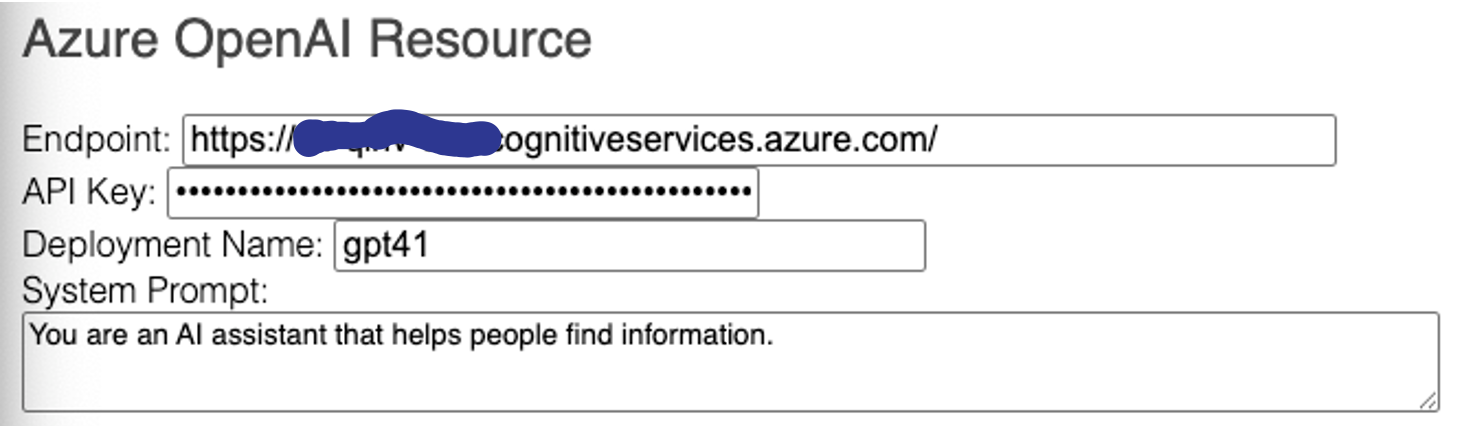 Azure OpenAI Resource
Endpoint: https:// cognitiveservices.azure.com/
API Key: ••••••••••••••••••••••••••••••••••••••••••••••••
Deployment Name: gpt41
System Prompt:
You are an AI assistant that helps people find information.